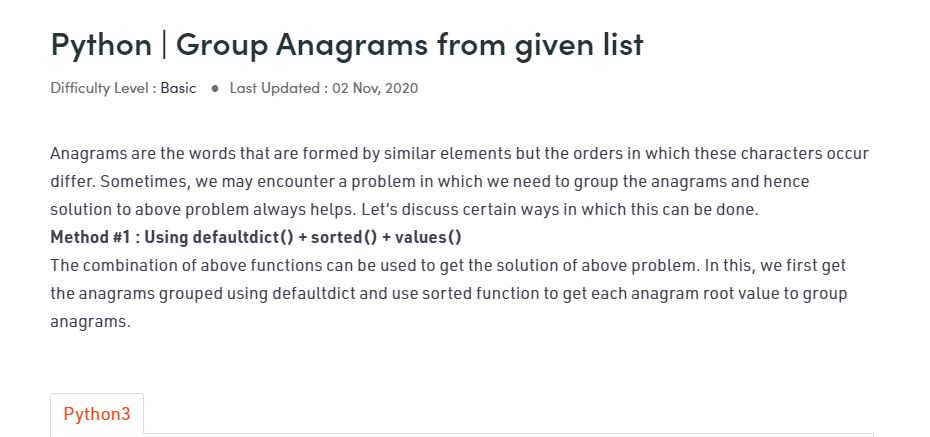 Python | Group Anagrams from given list
Difficulty Level : Basic ● Last Updated : 02 Nov, 2020
Anagrams are the words that are formed by similar elements but the orders in which these characters occur
differ. Sometimes, we may encounter a problem in which we need to group the anagrams and hence
solution to above problem always helps. Let’s discuss certain ways in which this can be done.
Method #1 : Using defaultdict() + sorted() + values()
The combination of above functions can be used to get the solution of above problem. In this, we first get
the anagrams grouped using defaultdict and use sorted function to get each anagram root value to group
anagrams.
Python3